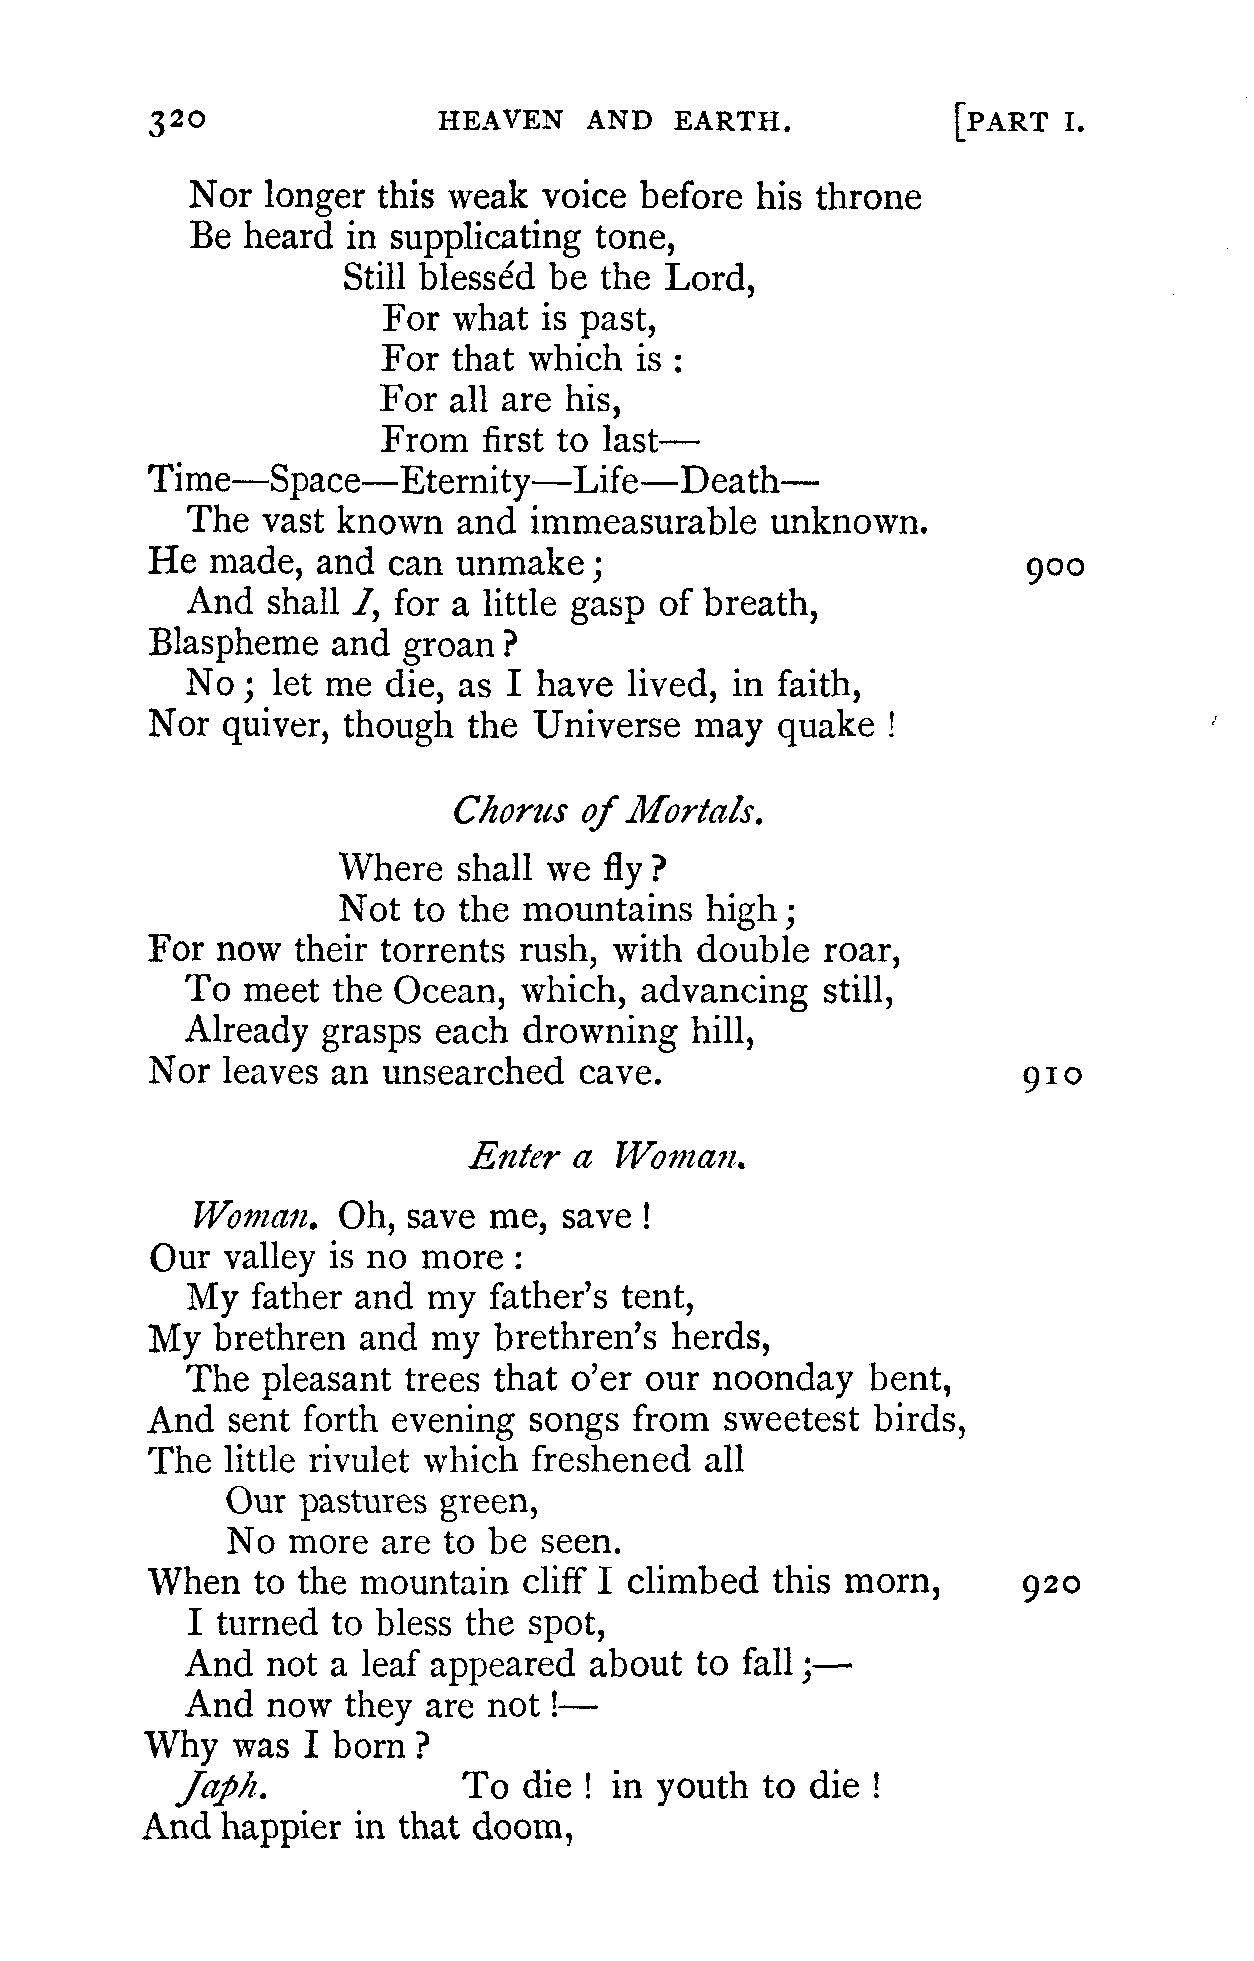 320 HEAVEN AND EARTH. [PART I.
Nor longer this weak voice before his throne
Be heard in supplicating tone,
Still blesséd be the Lord,
For what is past,
For that which is :
For all are his,
From first to last—
Time—Space—Eternity—Life—Death—
The vast known and immeasurable unknown.
He made, and can unmake ; 900
And shall I, for a little gasp of breath,
Blaspheme and groan ?
No ; let me die, as I have lived, in faith,
Nor quiver, though the Universe may quake !
Chorus of Mortals.
Where shall we fly ?
Not to the mountains high ;
For now their torrents rush, with double roar,
To meet the Ocean, which, advancing still,
Already grasps each drowning hill,
Nor leaves an unsearched cave. 910
Enter a Woman.
Woman. Oh, save me, save !
Our valley is no more :
My father and my father's tent,
My brethren and my brethren's herds,
The pleasant trees that o'er our noonday bent,
And sent forth evening songs from sweetest birds,
The little rivulet which freshened all
Our pastures green,
No more are to be seen.
When to the mountain cliff I climbed this morn, 920
I turned to bless the spot,
And not a leaf appeared about to fall ;—
And now they are not !—
Why was I born ?
Japh. To die ! in youth to die !
And happier in that doom,